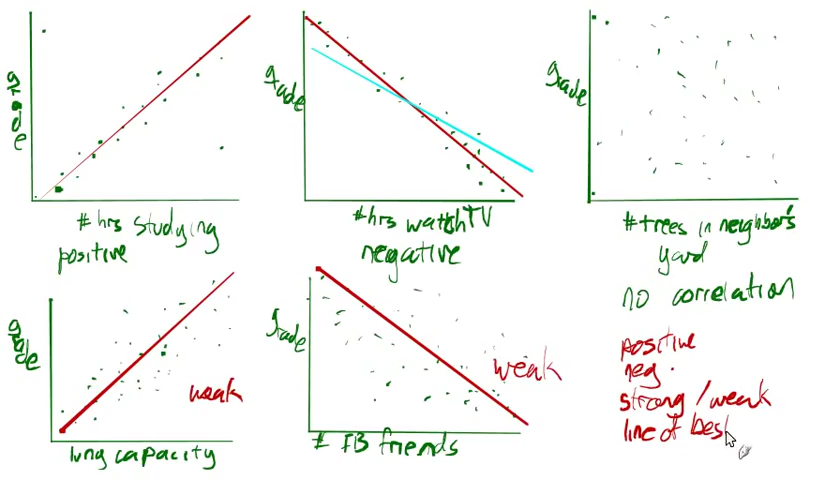 grade
# hrs studying
positive
grade
# hrs watch TV
negative
grade
# trees in neighbor's
yard
no correlation
grade
weak
lung capacity
grade
weak
# FB friends
positive
neg.
strong / weak
line of best